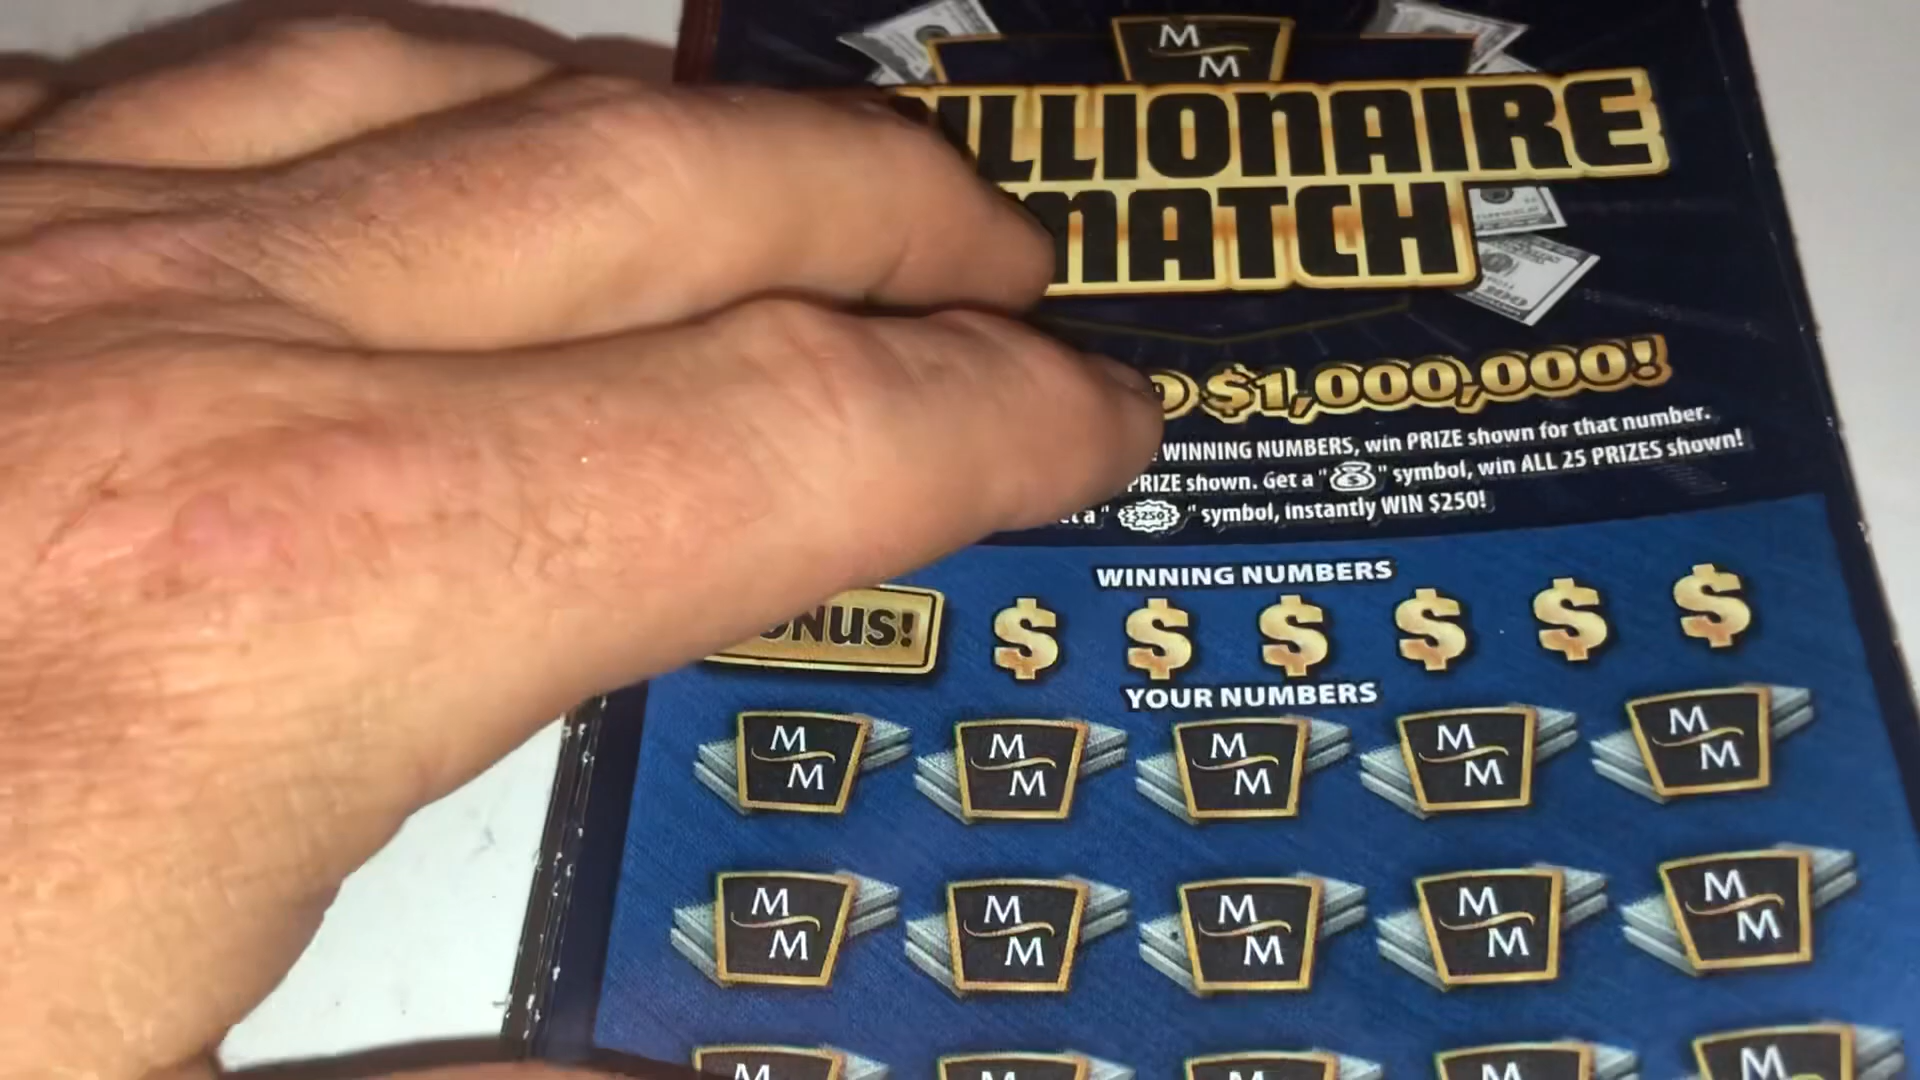 M
M
ILLIONAIRE
MATCH
$1,000,000!
WINNING NUMBERS, win PRIZE shown for that number.
PRIZE shown. Get a " $ " symbol, win ALL 25 PRIZES shown!
a " $250 " symbol, instantly WIN $250!
WINNING NUMBERS
NUS! $ $ $ $ $ $
YOUR NUMBERS
M M M M M
M M M M M
M M M M M
M M M M M
M M M M M